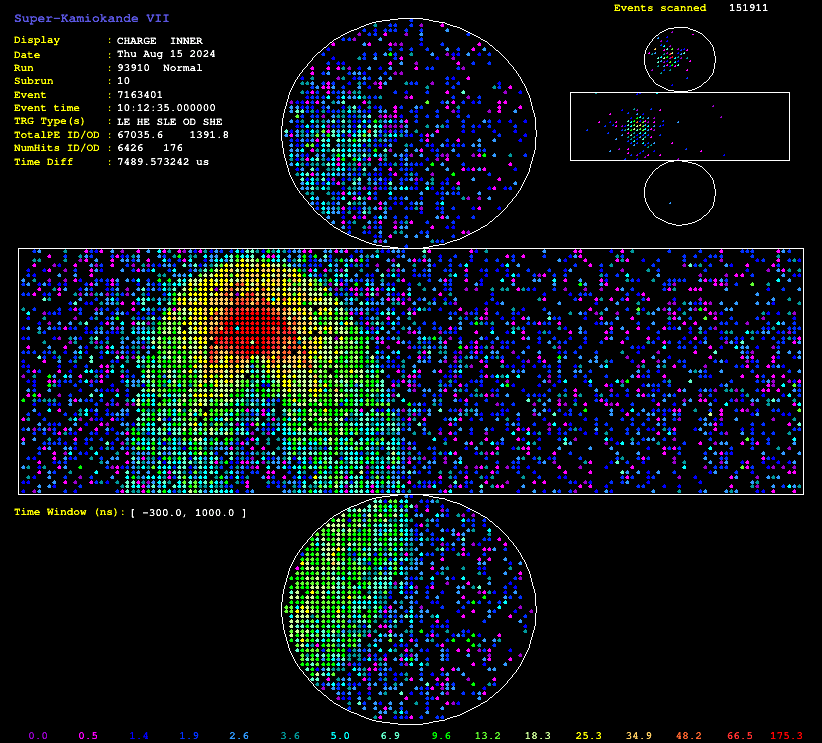 Super-Kamiokande VII
Events scanned 151911
Display : CHARGE INNER
Date : Thu Aug 15 2024
Run : 93910 Normal
Subrun : 10
Event : 7163401
Event time : 10:12:35.000000
TRG Type(s) : LE HE SLE OD SHE
TotalPE ID/OD : 67035.6 1391.8
NumHits ID/OD : 6426 176
Time Diff : 7489.573242 us
Time Window (ns): [ -300.0, 1000.0 ]
0.0 0.5 1.4 1.9 2.6 3.6 5.0 6.9 9.6 13.2 18.3 25.3 34.9 48.2 66.5 175.3